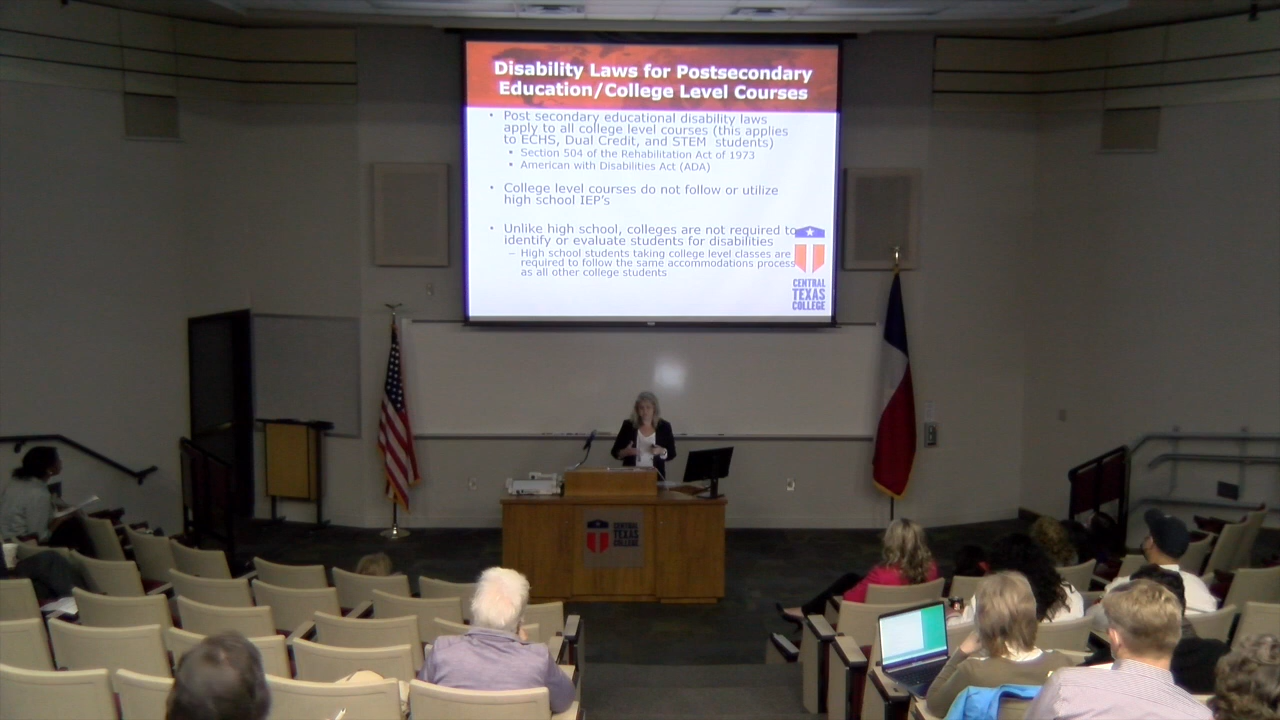 Disability Laws for Postsecondary
Education/College Level Courses
• Post secondary educational disability laws
apply to all college level courses (this applies
to ECHS, Dual Credit, and STEM students)
• Section 504 of the Rehabilitation Act of 1973
• American with Disabilities Act (ADA)
• College level courses do not follow or utilize
high school IEP's
• Unlike high school, colleges are not required to
identify or evaluate students for disabilities
– High school students taking college level classes are
required to follow the same accommodations process
as all other college students
CENTRAL
TEXAS
COLLEGE
CENTRAL
TEXAS
COLLEGE